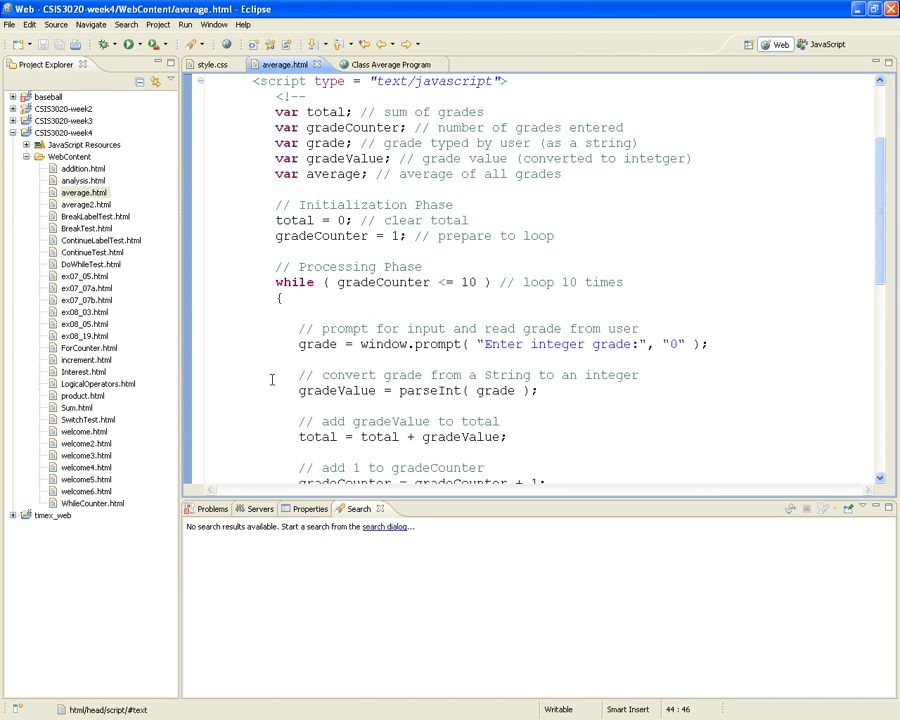 Web - CSIS3020-week4/WebContent/average.html - Eclipse
File Edit Source Navigate Search Project Run Window Help
Web JavaScript
Project Explorer
style.css average.html Class Average Program
baseball
CSIS3020-week2
CSIS3020-week3
CSIS3020-week4
JavaScript Resources
WebContent
addition.html
analysis.html
average.html
average2.html
BreakLabelTest.html
BreakTest.html
ContinueLabelTest.html
ContinueTest.html
DoWhileTest.html
ex07_05.html
ex07_07a.html
ex07_07b.html
ex08_03.html
ex08_05.html
ex08_19.html
ForCounter.html
increment.html
Interest.html
LogicalOperators.html
product.html
Sum.html
SwitchTest.html
welcome.html
welcome2.html
welcome3.html
welcome4.html
welcome5.html
welcome6.html
WhileCounter.html
timex_web
<script type = "text/javascript">
<!--
var total; // sum of grades
var gradeCounter; // number of grades entered
var grade; // grade typed by user (as a string)
var gradeValue; // grade value (converted to intetger)
var average; // average of all grades
// Initialization Phase
total = 0; // clear total
gradeCounter = 1; // prepare to loop
// Processing Phase
while ( gradeCounter <= 10 ) // loop 10 times
{
// prompt for input and read grade from user
grade = window.prompt( "Enter integer grade:", "0" );
// convert grade from a String to an integer
gradeValue = parseInt( grade );
// add gradeValue to total
total = total + gradeValue;
// add 1 to gradeCounter
gradeCounter = gradeCounter + 1;
Problems Servers Properties Search
No search results available. Start a search from the search dialog...
html/head/script/#text
Writable Smart Insert 44 : 46